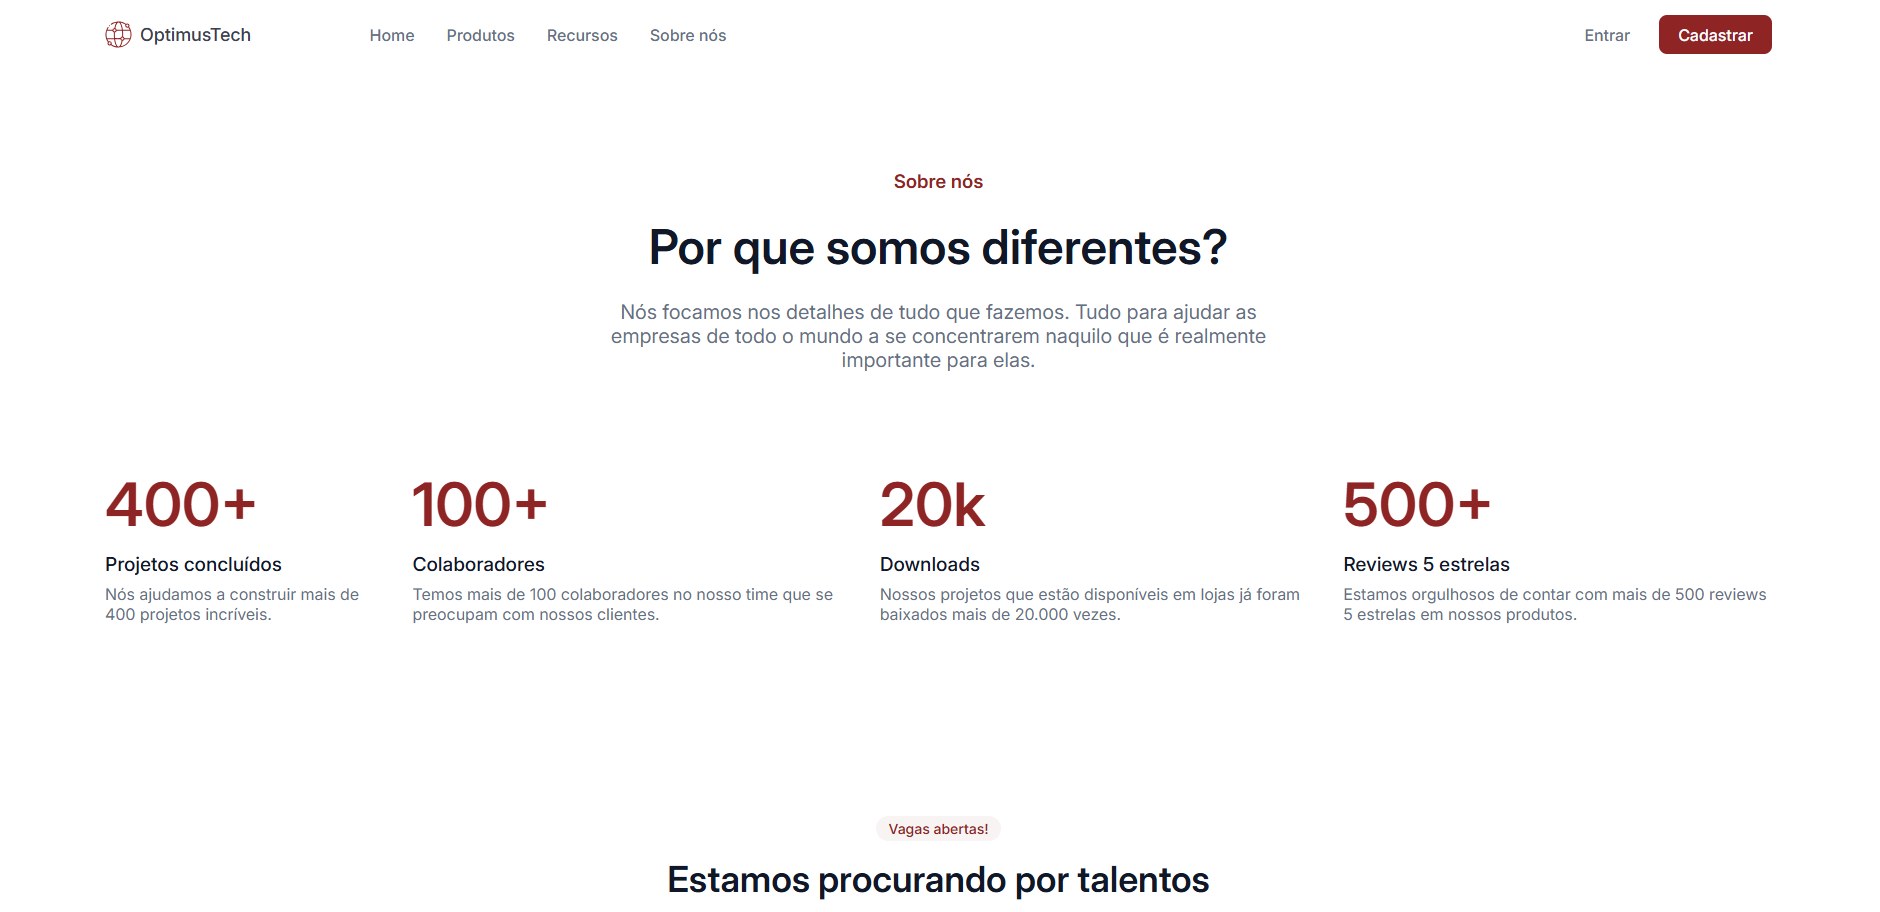 OptimusTech
Home
Produtos
Recursos
Sobre nós
Entrar
Cadastrar
Sobre nós
Por que somos diferentes?
Nós focamos nos detalhes de tudo que fazemos. Tudo para ajudar as
empresas de todo o mundo a se concentrarem naquilo que é realmente
importante para elas.
400+
Projetos concluídos
Nós ajudamos a construir mais de
400 projetos incríveis.
100+
Colaboradores
Temos mais de 100 colaboradores no nosso time que se
preocupam com nossos clientes.
20k
Downloads
Nossos projetos que estão disponíveis em lojas já foram
baixados mais de 20.000 vezes.
500+
Reviews 5 estrelas
Estamos orgulhosos de contar com mais de 500 reviews
5 estrelas em nossos produtos.
Vagas abertas!
Estamos procurando por talentos